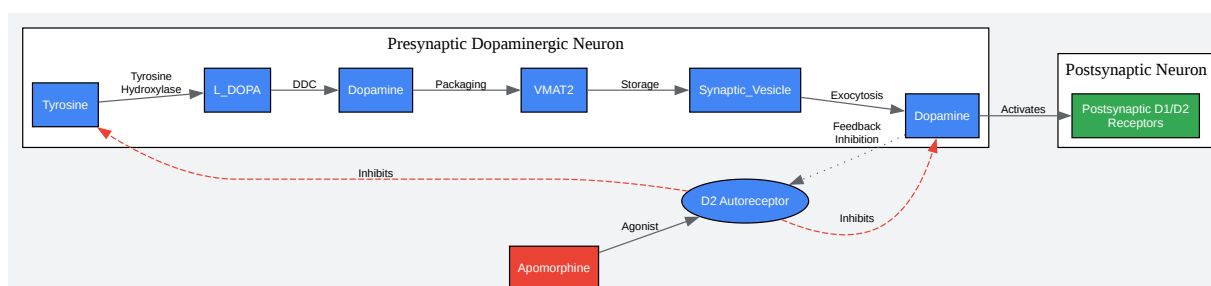 Presynaptic Dopaminergic Neuron
Postsynaptic Neuron
Tyrosine
Tyrosine
Hydroxylase
L_DOPA
DDC
Dopamine
Packaging
VMAT2
Storage
Synaptic_Vesicle
Exocytosis
Dopamine
Activates
Postsynaptic D1/D2
Receptors
Feedback
Inhibition
Inhibits
D2 Autoreceptor
Inhibits
Agonist
Apomorphine